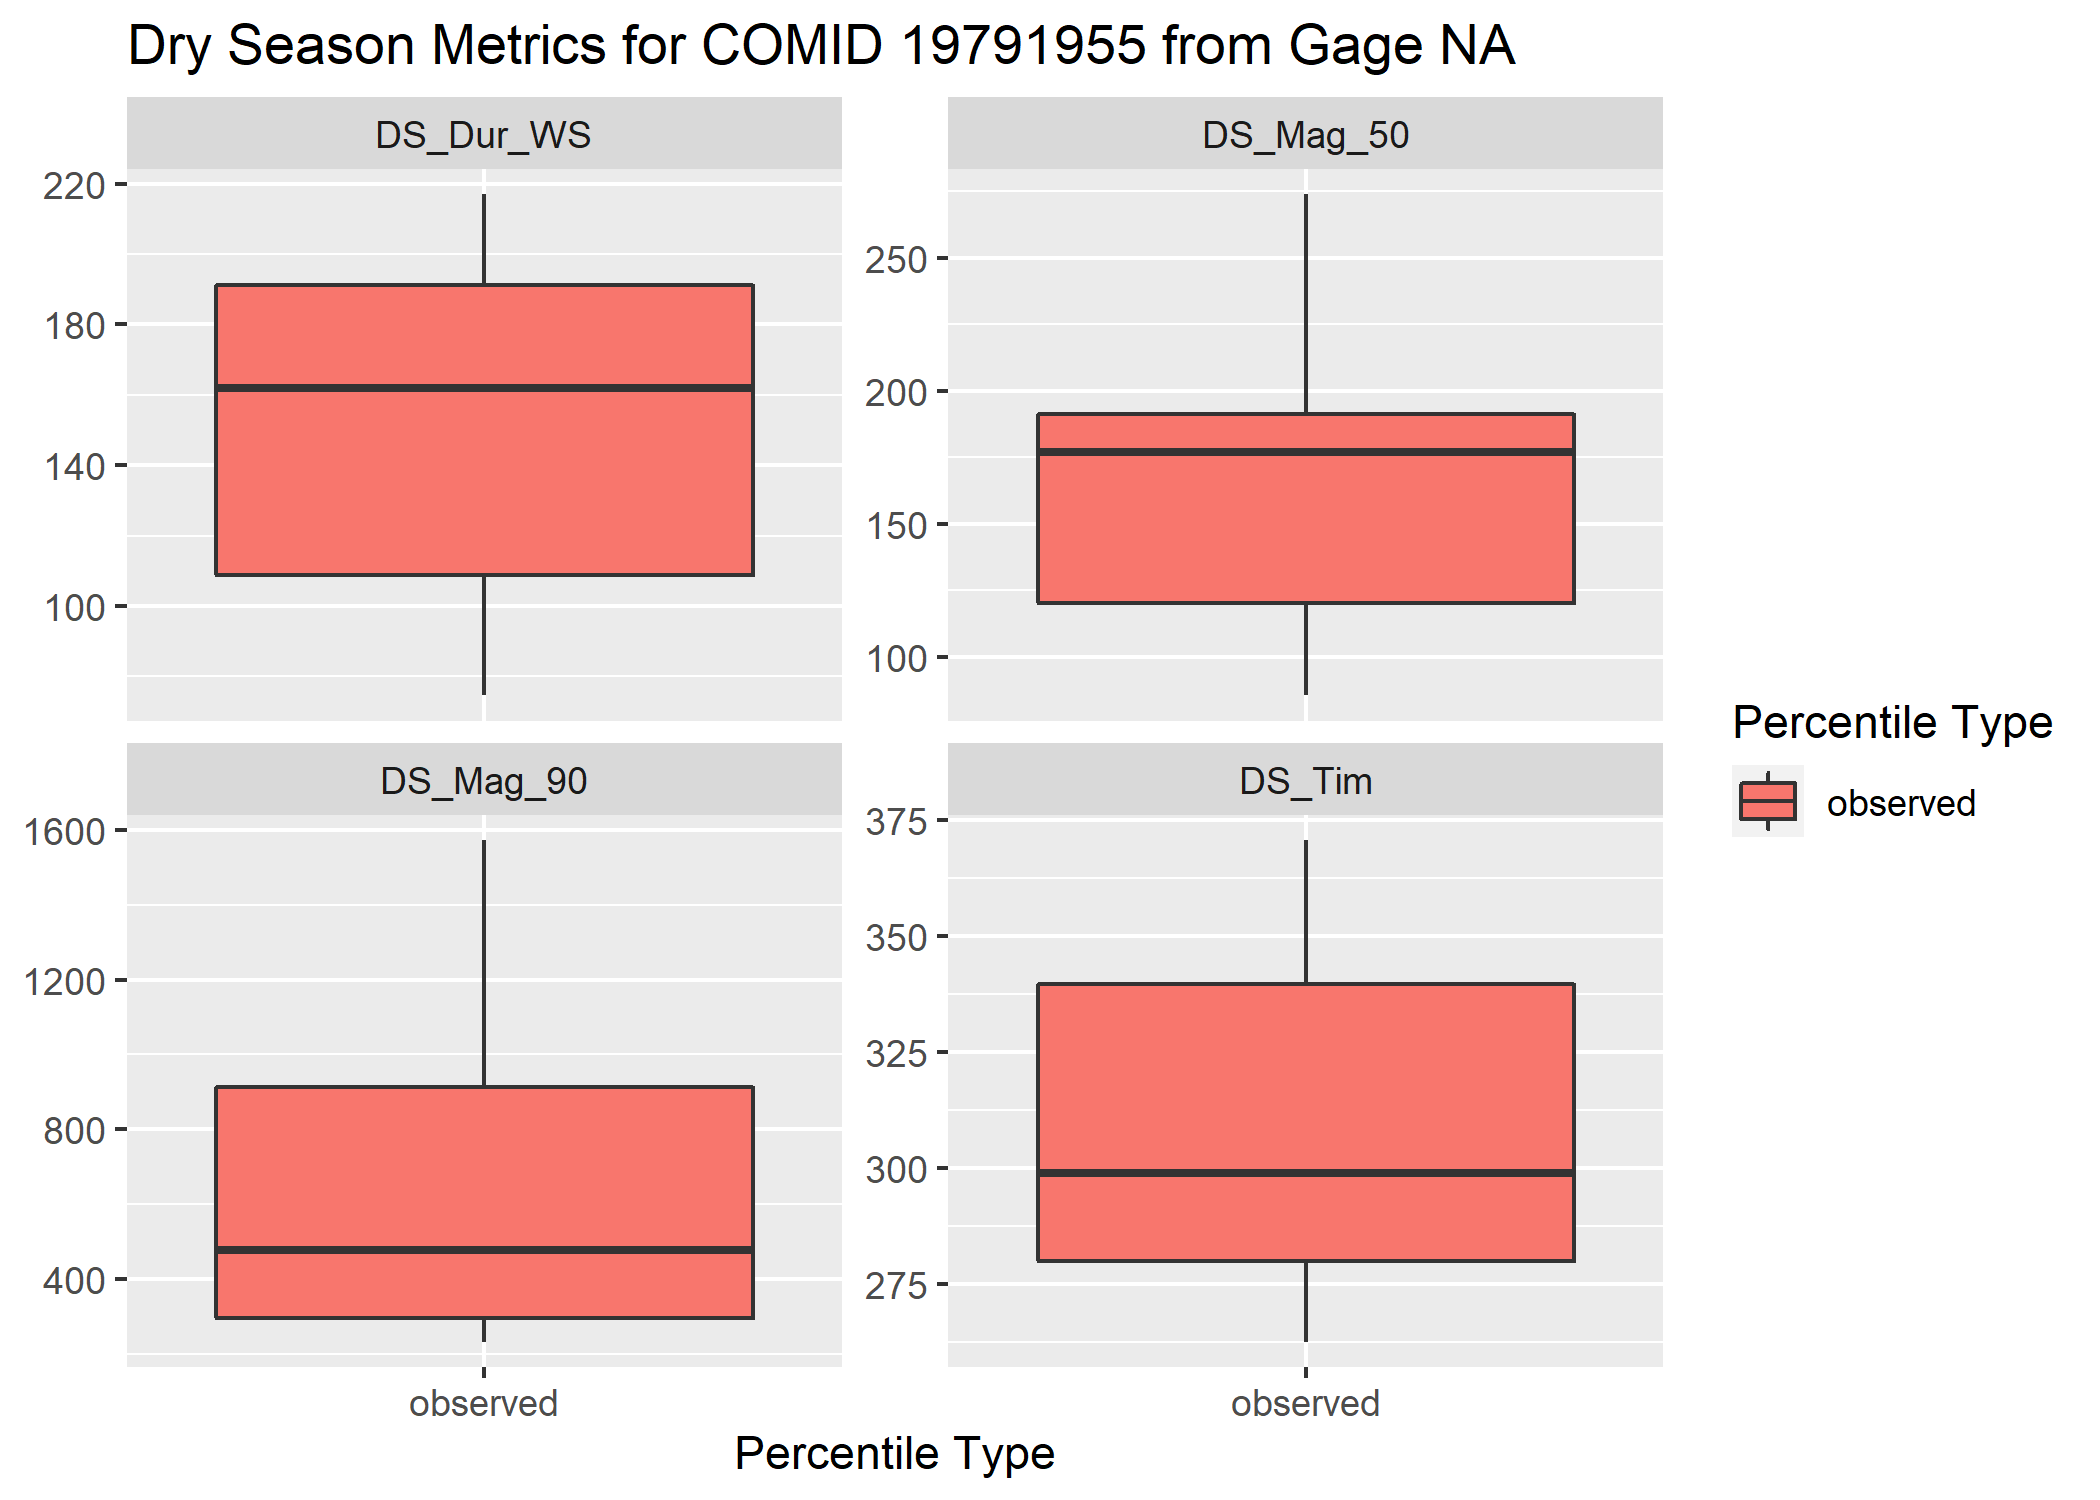 Dry Season Metrics for COMID 19791955 from Gage NA
DS_Dur_WS
220
180
140
100
DS_Mag_50
250
200
150
100
DS_Mag_90
1600
1200
800
400
observed
DS_Tim
375
350
325
300
275
observed
Percentile Type
Percentile Type
observed